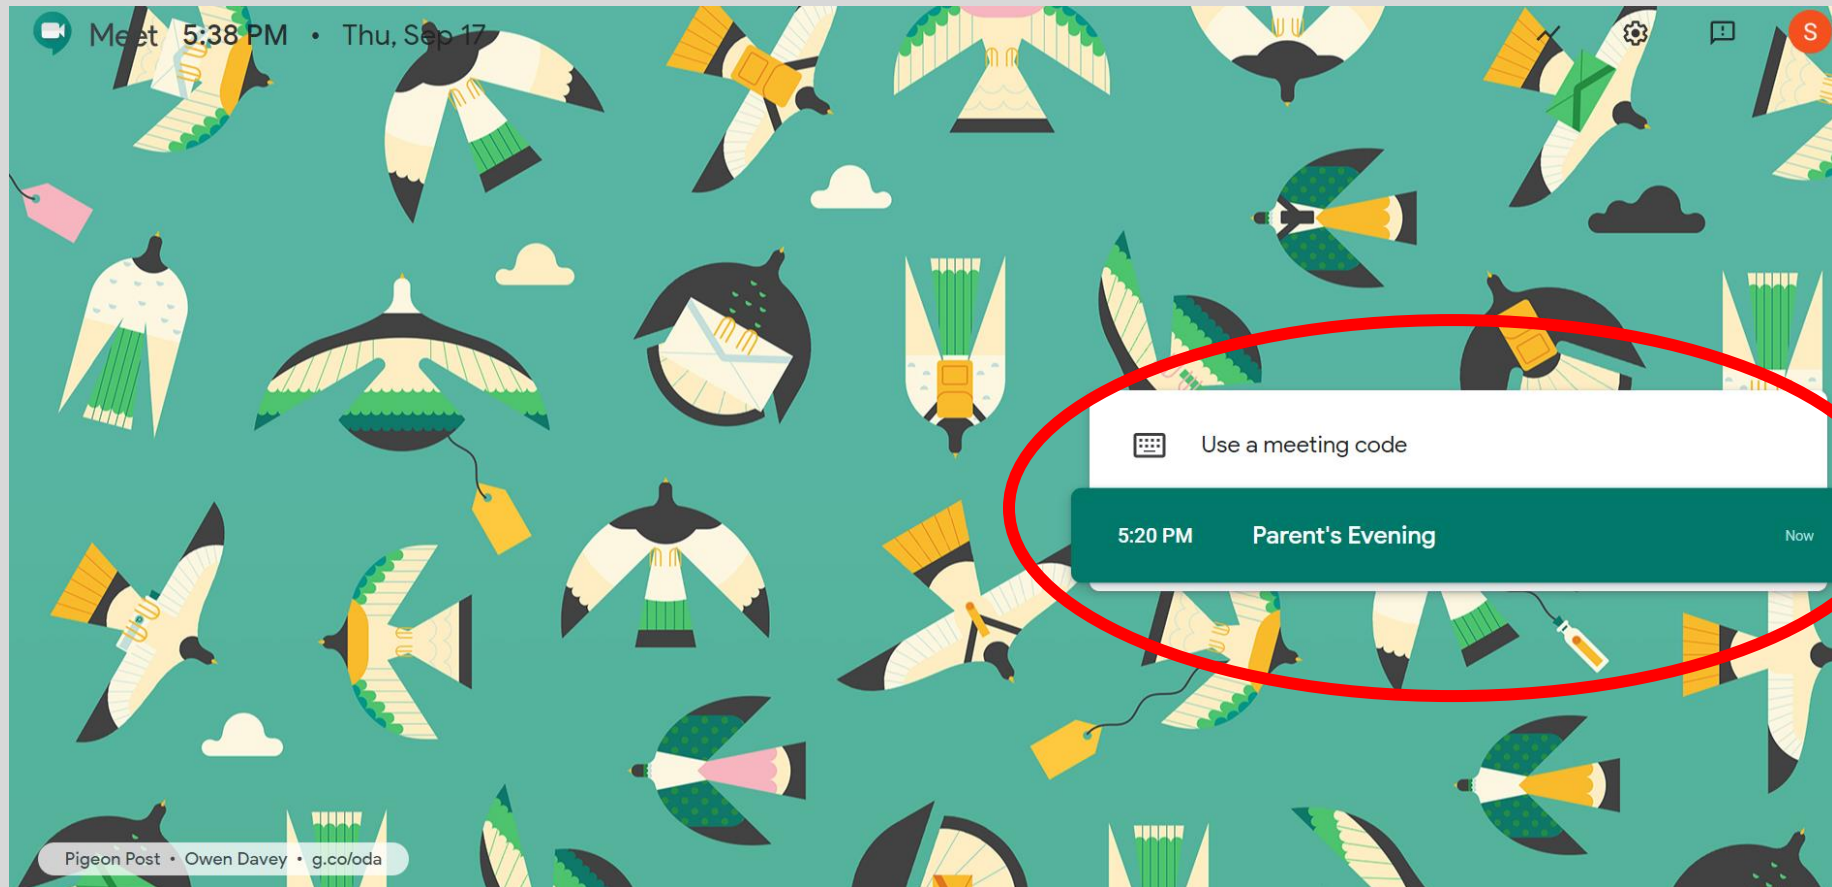 Meet 5:38 PM • Thu, Sep 17
S
Use a meeting code
5:20 PM Parent's Evening Now
Pigeon Post • Owen Davey • g.co/oda